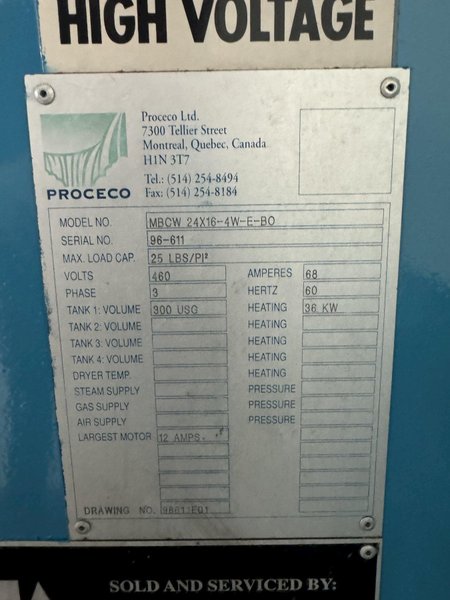 HIGH VOLTAGE
Proceco Ltd.
7300 Tellier Street
Montreal, Quebec, Canada
H1N 3T7
Tel.: (514) 254-8494
Fax: (514) 254-8184
PROCECO
MODEL NO. MBCW 24X16-4W-E-BO
SERIAL NO. 96-611
MAX. LOAD CAP. 25 LBS/PI²
VOLTS 460 AMPERES 68
PHASE 3 HERTZ 60
TANK 1: VOLUME 300 USG HEATING 36 KW
TANK 2: VOLUME HEATING
TANK 3: VOLUME HEATING
TANK 4: VOLUME HEATING
DRYER TEMP. HEATING
STEAM SUPPLY PRESSURE
GAS SUPPLY PRESSURE
AIR SUPPLY PRESSURE
LARGEST MOTOR 12 AMPS.
DRAWING NO.
SOLD AND SERVICED BY: